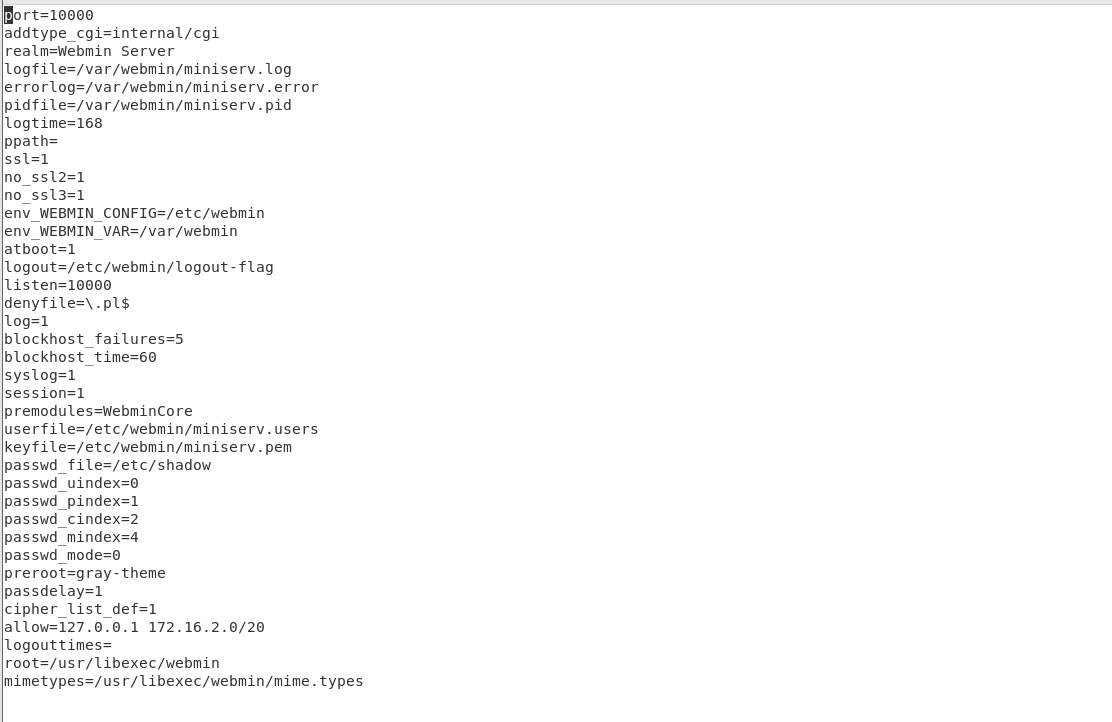 port=10000
addtype_cgi=internal/cgi
realm=Webmin Server
logfile=/var/webmin/miniserv.log
errorlog=/var/webmin/miniserv.error
pidfile=/var/webmin/miniserv.pid
logtime=168
ppath=
ssl=1
no_ssl2=1
no_ssl3=1
env_WEBMIN_CONFIG=/etc/webmin
env_WEBMIN_VAR=/var/webmin
atboot=1
logout=/etc/webmin/logout-flag
listen=10000
denyfile=\.pl$
log=1
blockhost_failures=5
blockhost_time=60
syslog=1
session=1
premodules=WebminCore
userfile=/etc/webmin/miniserv.users
keyfile=/etc/webmin/miniserv.pem
passwd_file=/etc/shadow
passwd_uindex=0
passwd_pindex=1
passwd_cindex=2
passwd_mindex=4
passwd_mode=0
preroot=gray-theme
passdelay=1
cipher_list_def=1
allow=127.0.0.1 172.16.2.0/20
logouttimes=
root=/usr/libexec/webmin
mimetypes=/usr/libexec/webmin/mime.types